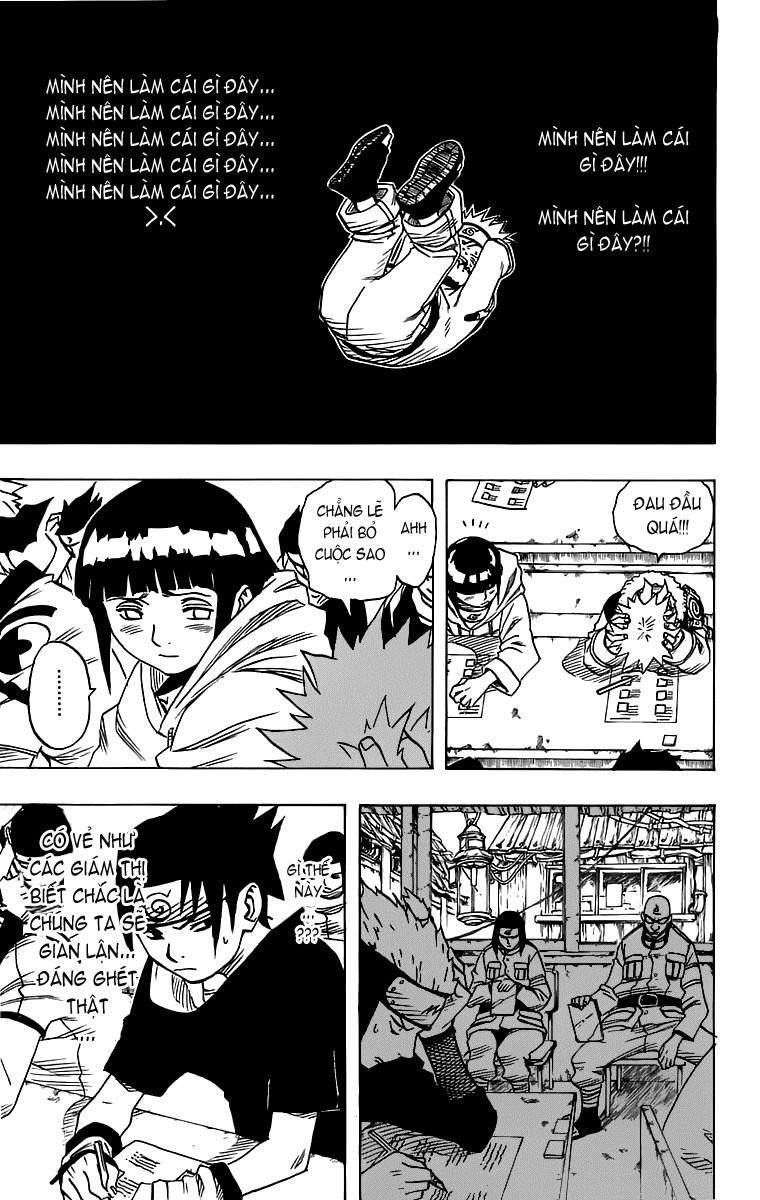 MÌNH NÊN LÀM CÁI
GÌ ĐÂY!!!
MÌNH NÊN LÀM CÁI
GÌ ĐÂY?!!
MÌNH NÊN LÀM CÁI GÌ ĐÂY...
MÌNH NÊN LÀM CÁI GÌ ĐÂY...
MÌNH NÊN LÀM CÁI GÌ ĐÂY...
MÌNH NÊN LÀM CÁI GÌ ĐÂY...
MÌNH NÊN LÀM CÁI GÌ ĐÂY...
>.<
ĐAU ĐẦU
QUÁ!!!
AHH
...
CHẲNG LẼ
PHẢI BỎ
CUỘC SAO
...
........
GÌ THẾ
NÀY
...
???
CÓ VẺ NHƯ
CÁC GIÁM THỊ
BIẾT CHẮC LÀ
CHÚNG TA SẼ
GIAN LẬN...
ĐÁNG GHÉT
THẬT
....